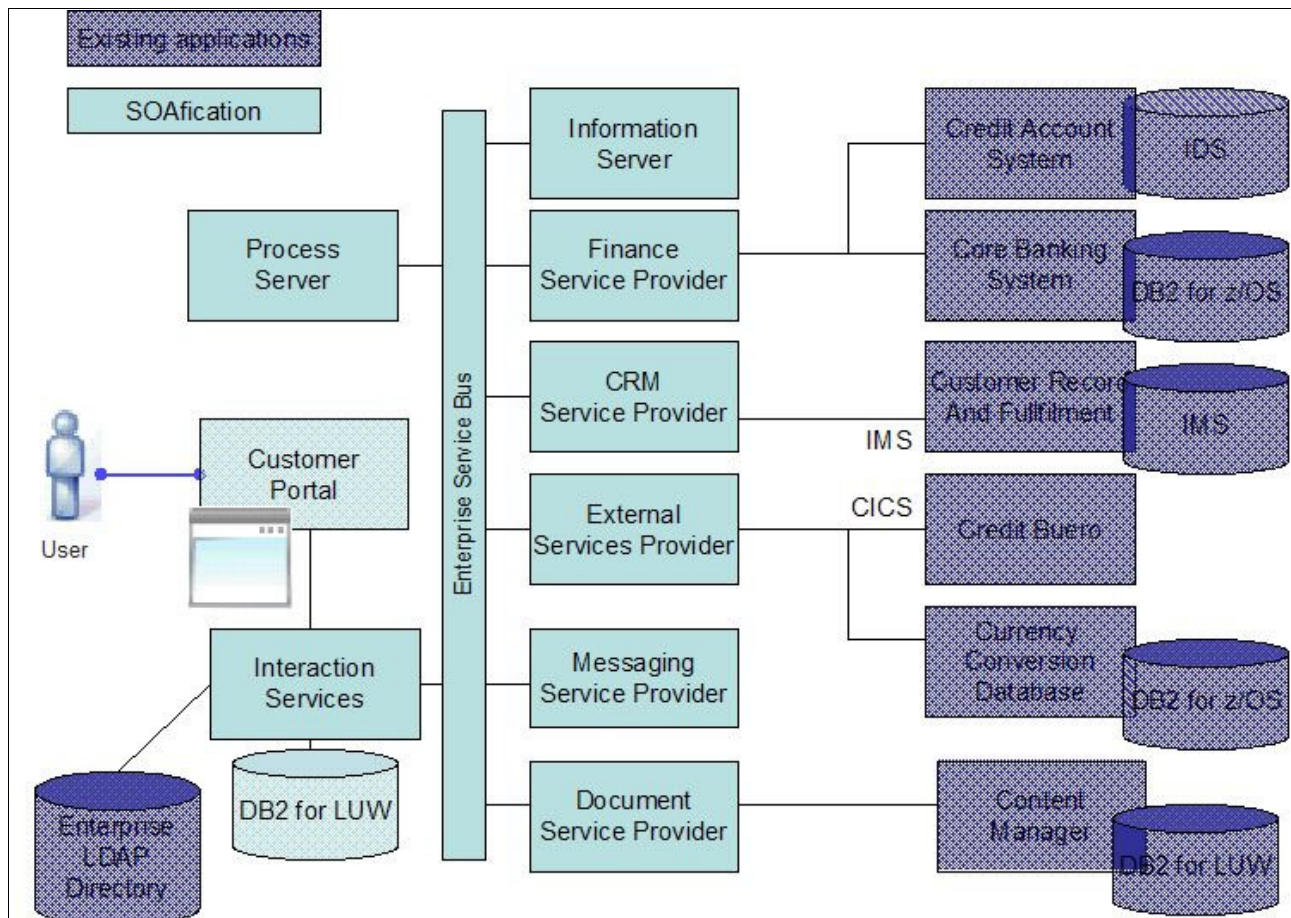 Existing applications
SOAfication
Information
Server
Credit Account
System
IDS
Process
Server
Finance
Service Provider
Core Banking
System
DB2 for z/OS
Enterprise Service Bus
CRM
Service Provider
IMS
Customer Record
And Fullfilment
IMS
User
Customer
Portal
External
Services Provider
CICS
Credit Buero
Interaction
Services
Messaging
Service Provider
Currency
Conversion
Database
DB2 for z/OS
Enterprise
LDAP
Directory
DB2 for LUW
Document
Service Provider
Content
Manager
DB2 for LUW